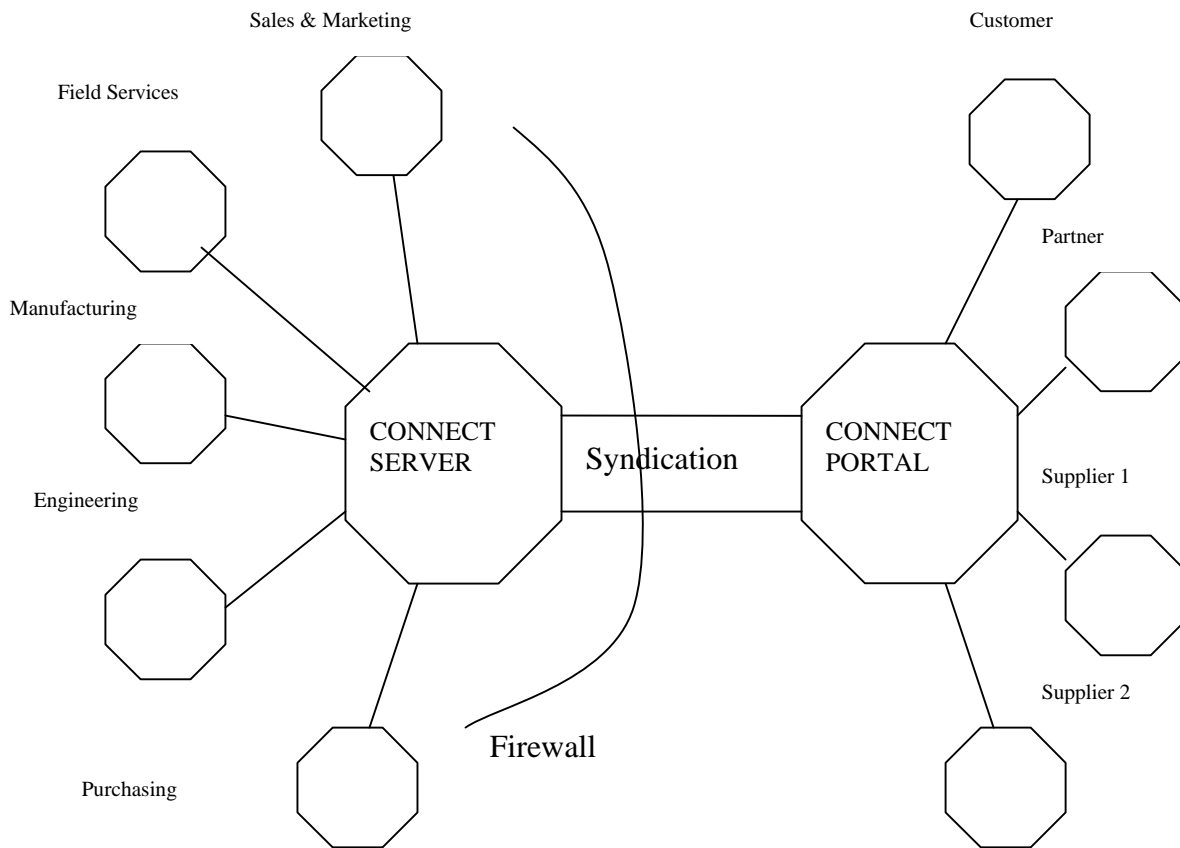 Sales & Marketing
Customer
Field Services
Partner
Manufacturing
CONNECT
SERVER
Syndication
CONNECT
PORTAL
Supplier 1
Engineering
Supplier 2
Firewall
Purchasing